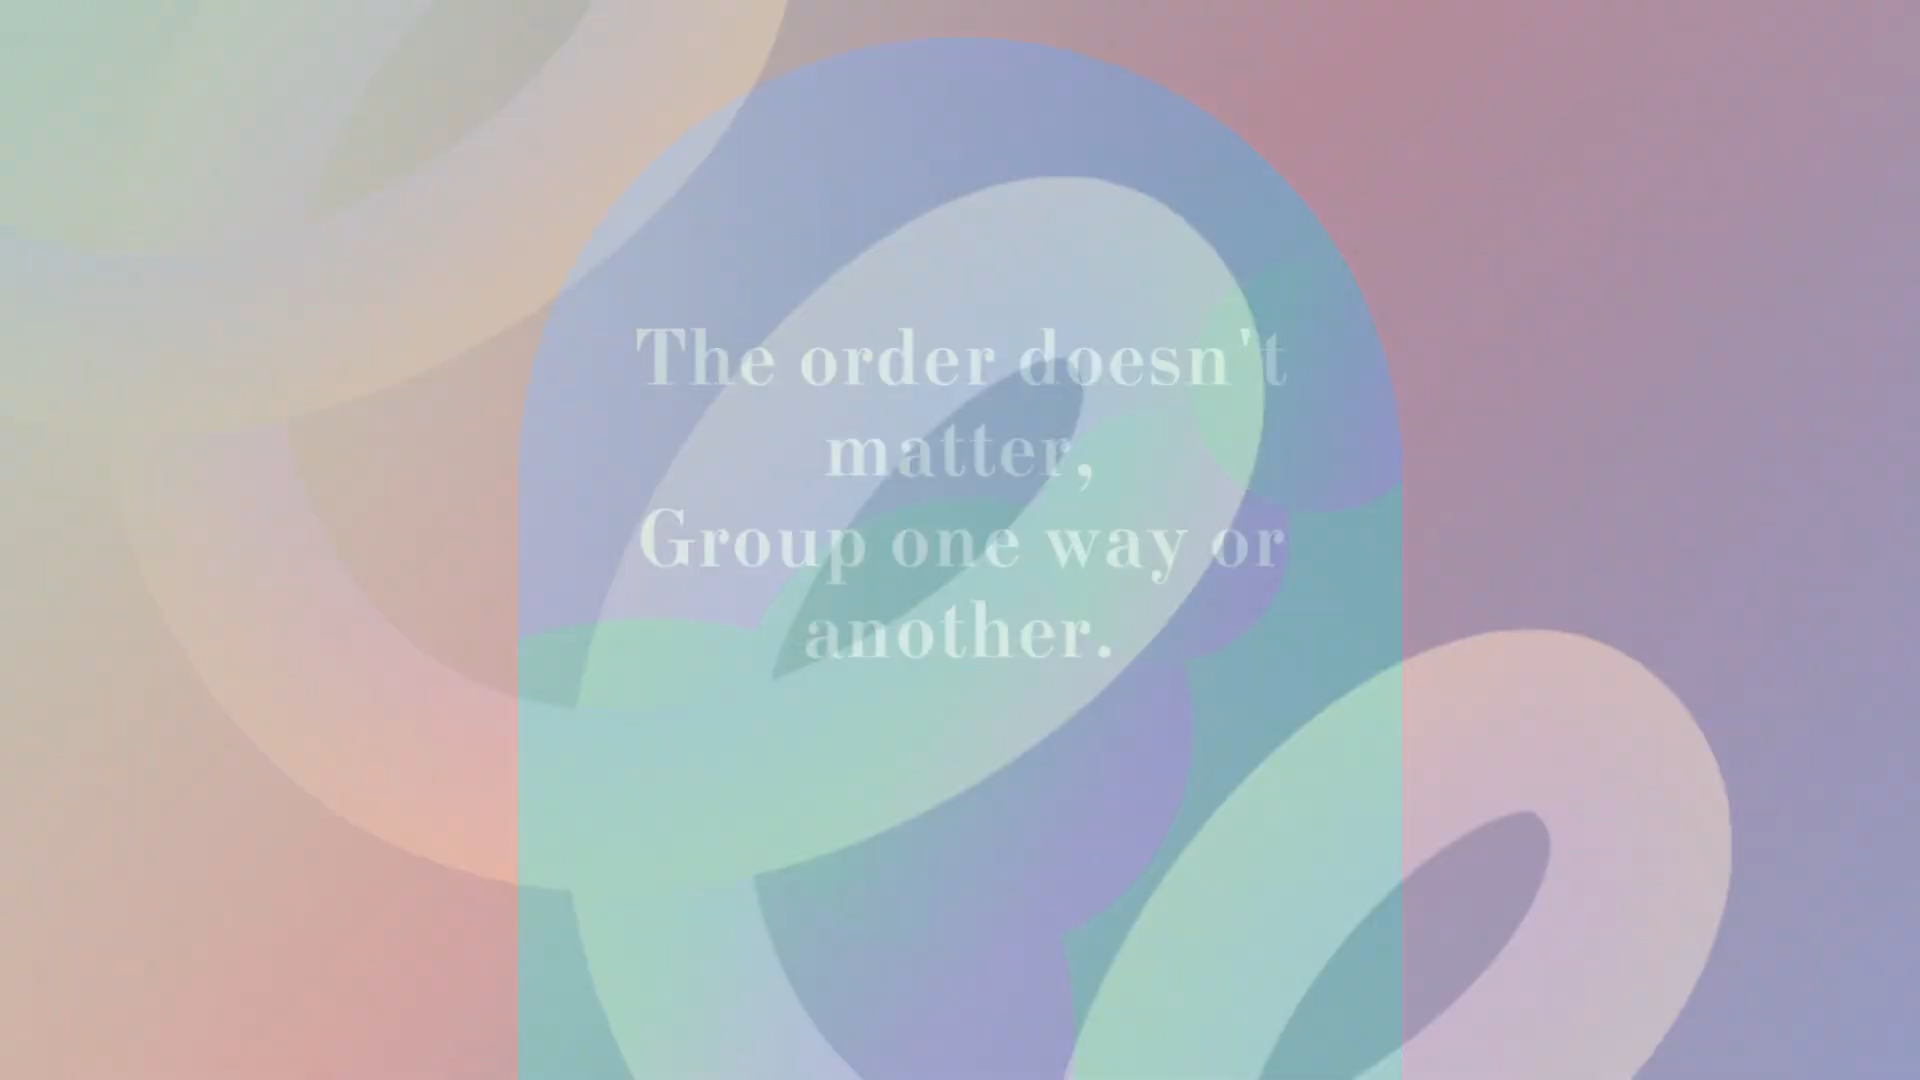 The order doesn't
matter,
Group one way or
another.